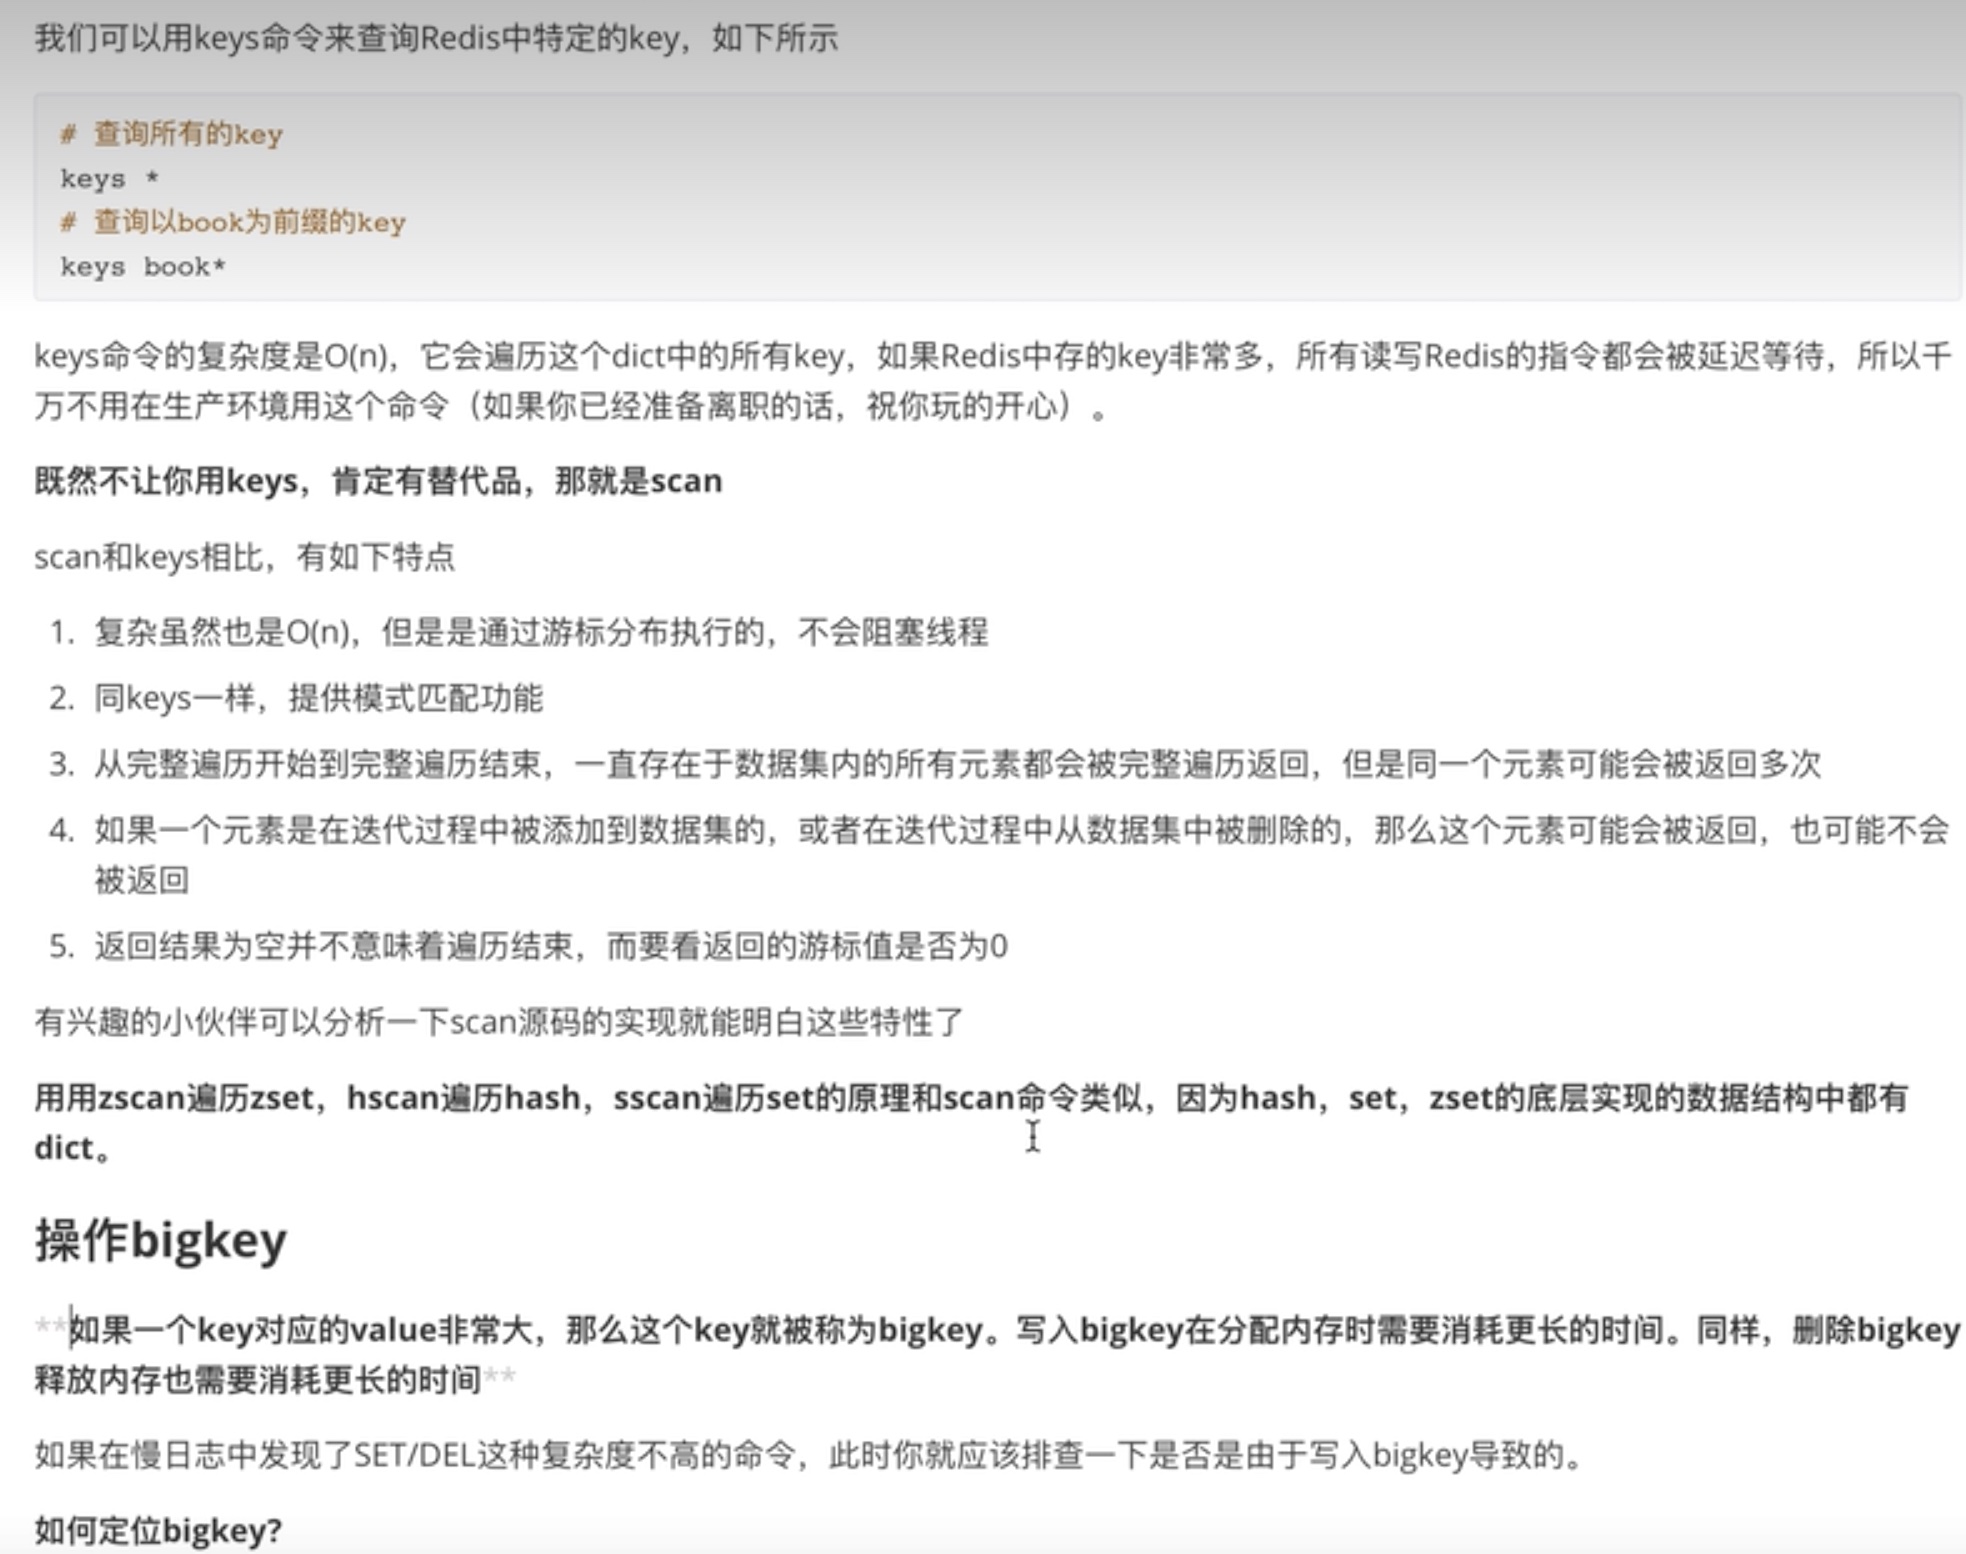 我们可以用keys命令来查询Redis中特定的key，如下所示
# 查询所有的key
keys *
# 查询以book为前缀的key
keys book*
keys命令的复杂度是O(n)，它会遍历这个dict中的所有key，如果Redis中存的key非常多，所有读写Redis的指令都会被延迟等待，所以千
万不用在生产环境用这个命令（如果你已经准备离职的话，祝你玩的开心）。
既然不让你用keys，肯定有替代品，那就是scan
scan和keys相比，有如下特点
1. 复杂虽然也是O(n)，但是是通过游标分布执行的，不会阻塞线程
2. 同keys一样，提供模式匹配功能
3. 从完整遍历开始到完整遍历结束，一直存在于数据集内的所有元素都会被完整遍历返回，但是同一个元素可能会被返回多次
4. 如果一个元素是在迭代过程中被添加到数据集的，或者在迭代过程中从数据集中被删除的，那么这个元素可能会被返回，也可能不会
被返回
5. 返回结果为空并不意味着遍历结束，而要看返回的游标值是否为0
有兴趣的小伙伴可以分析一下scan源码的实现就能明白这些特性了
用用zscan遍历zset，hscan遍历hash，sscan遍历set的原理和scan命令类似，因为hash，set，zset的底层实现的数据结构中都有
dict。
操作bigkey
**如果一个key对应的value非常大，那么这个key就被称为bigkey。写入bigkey在分配内存时需要消耗更长的时间。同样，删除bigkey
释放内存也需要消耗更长的时间**
如果在慢日志中发现了SET/DEL这种复杂度不高的命令，此时你就应该排查一下是否是由于写入bigkey导致的。
如何定位bigkey?